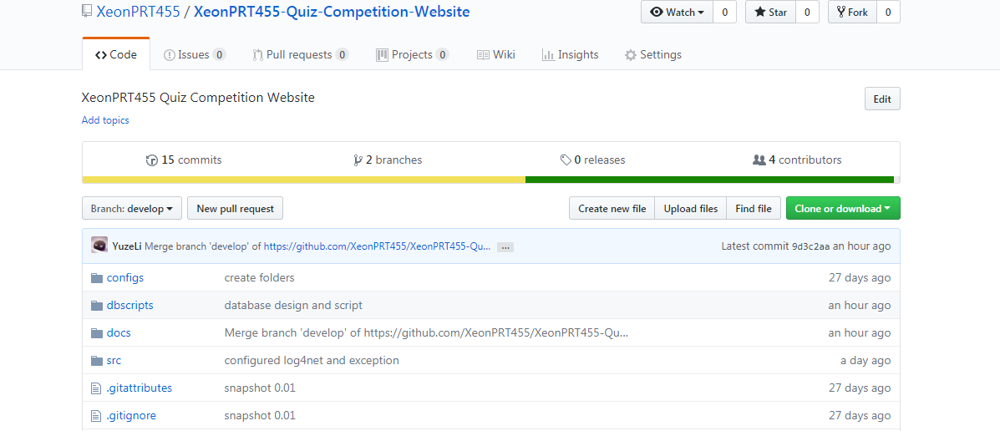 XeonPRT455 / XeonPRT455-Quiz-Competition-Website Watch 0 Star 0 Fork 0
Code Issues 0 Pull requests 0 Projects 0 Wiki Insights Settings
XeonPRT455 Quiz Competition Website Edit
Add topics
15 commits 2 branches 0 releases 4 contributors
Branch: develop New pull request Create new file Upload files Find file Clone or download
YuzeLi Merge branch 'develop' of https://github.com/XeonPRT455/XeonPRT455-Qu... ... Latest commit 9d3c2aa an hour ago
configs create folders 27 days ago
dbscripts database design and script an hour ago
docs Merge branch 'develop' of https://github.com/XeonPRT455/XeonPRT455-Qu... an hour ago
src configured log4net and exception a day ago
.gitattributes snapshot 0.01 27 days ago
.gitignore snapshot 0.01 27 days ago